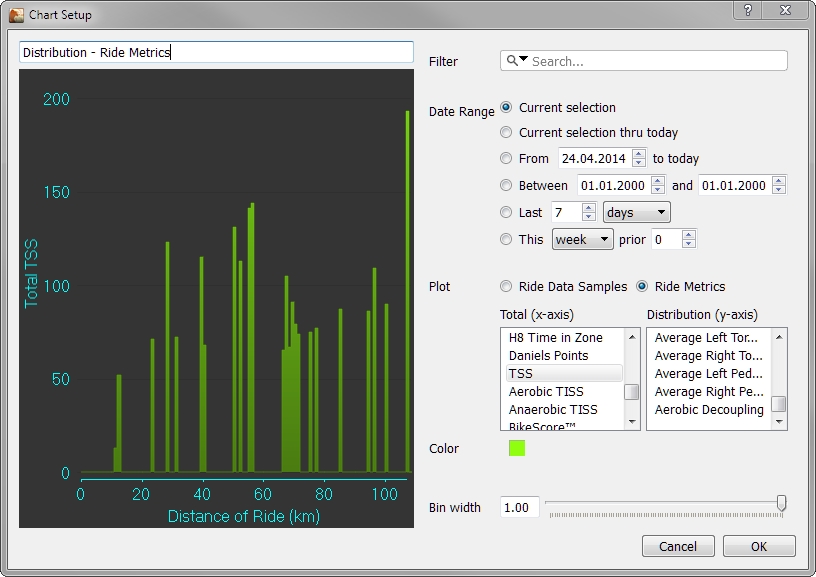 Chart Setup
?
Distribution - Ride Metrics
Filter
Search...
Date Range
Current selection
Current selection thru today
From 24.04.2014 to today
Between 01.01.2000 and 01.01.2000
Last 7 days
This week prior 0
Plot
Ride Data Samples
Ride Metrics
Total (x-axis)
H8 Time in Zone
Daniels Points
TSS
Aerobic TISS
Anaerobic TISS
BikeScore™
Distribution (y-axis)
Average Left Tor...
Average Right To...
Average Left Ped...
Average Right Pe...
Aerobic Decoupling
Color
Bin width 1.00
Cancel
OK
Total TSS
200
150
100
50
0
0 20 40 60 80 100
Distance of Ride (km)